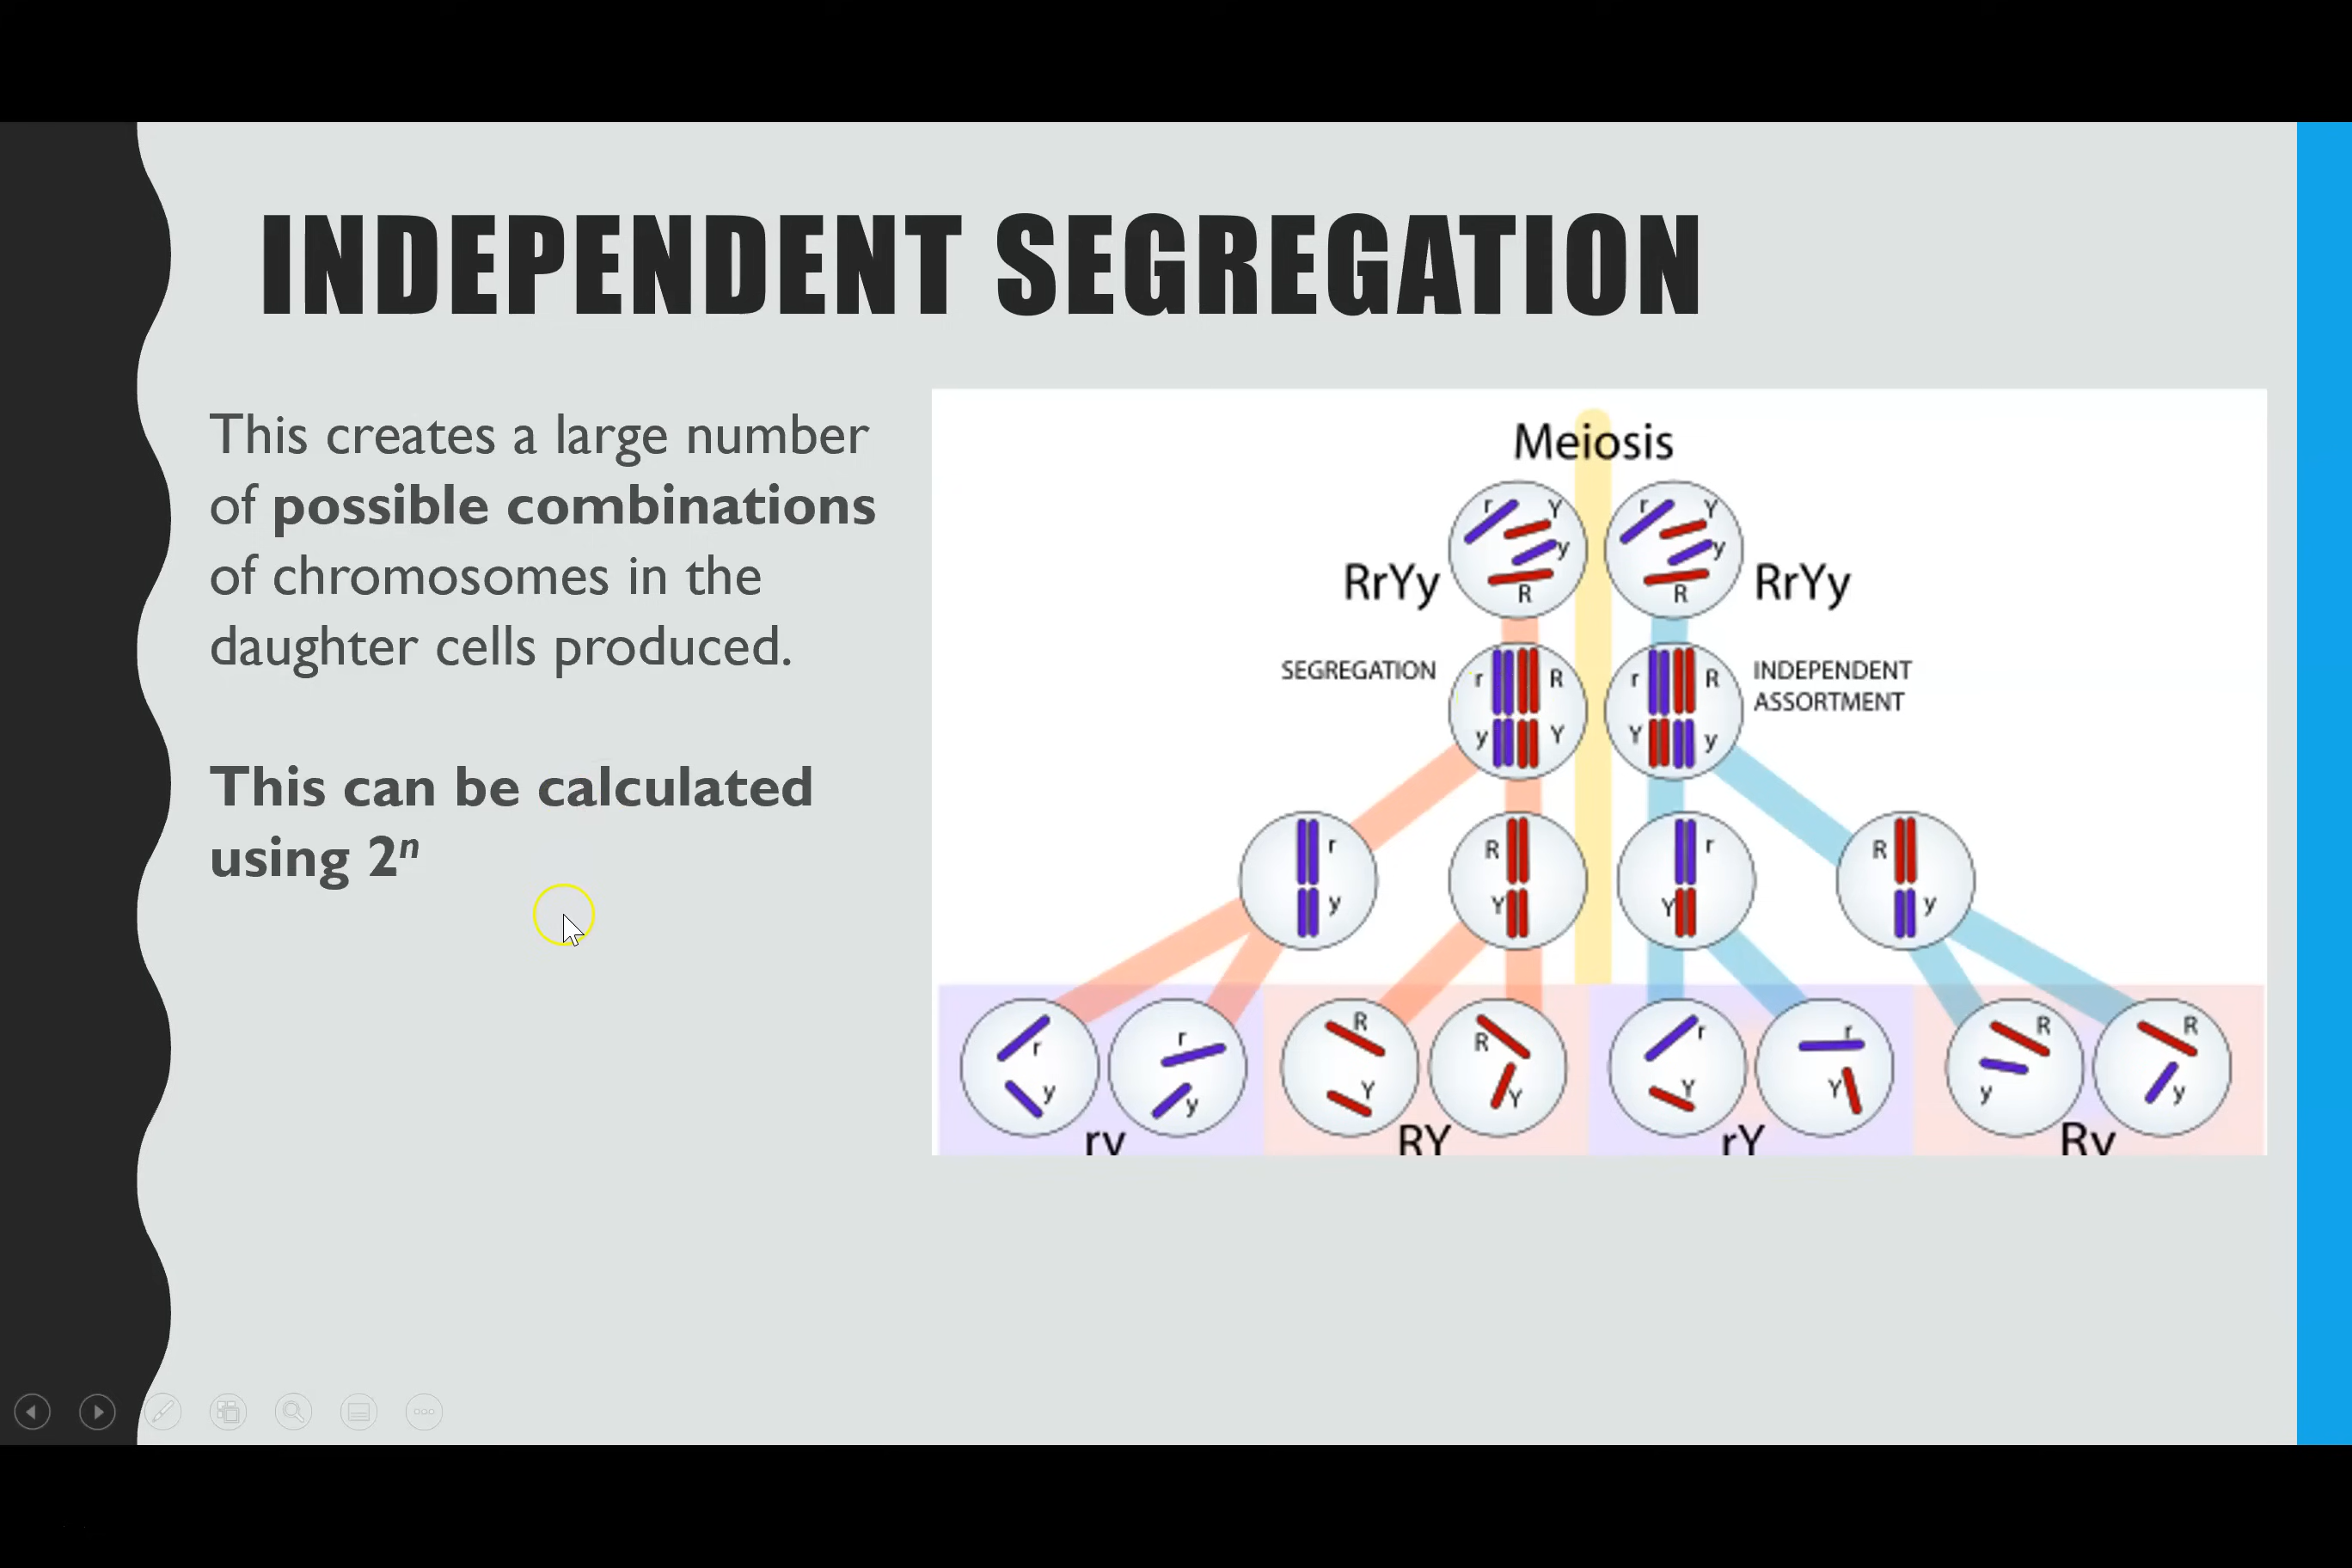 INDEPENDENT SEGREGATION
This creates a large number
of possible combinations
of chromosomes in the
daughter cells produced.
This can be calculated
using 2ⁿ
Meiosis
r Y y R
r Y y R
RrYy
RrYy
SEGREGATION
r R
y Y
r R
Y y
INDEPENDENT
ASSORTMENT
r
y
R
Y
r
Y
R
y
r
y
r
y
R
Y
R
Y
r
Y
r
Y
R
y
R
y
ry
RY
rY
Ry